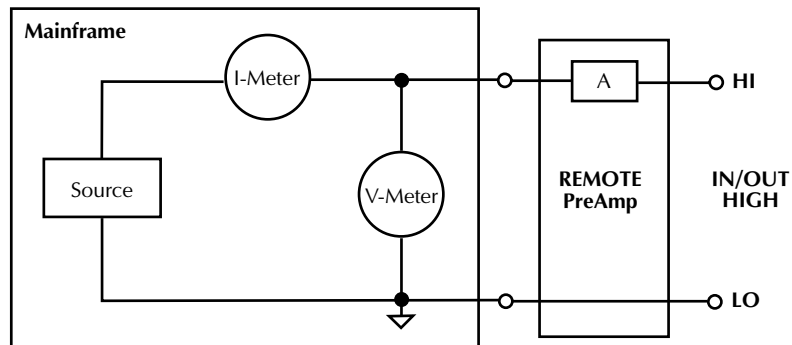 Mainframe
I-Meter
A
HI
Source
V-Meter
REMOTE
PreAmp
IN/OUT
HIGH
LO